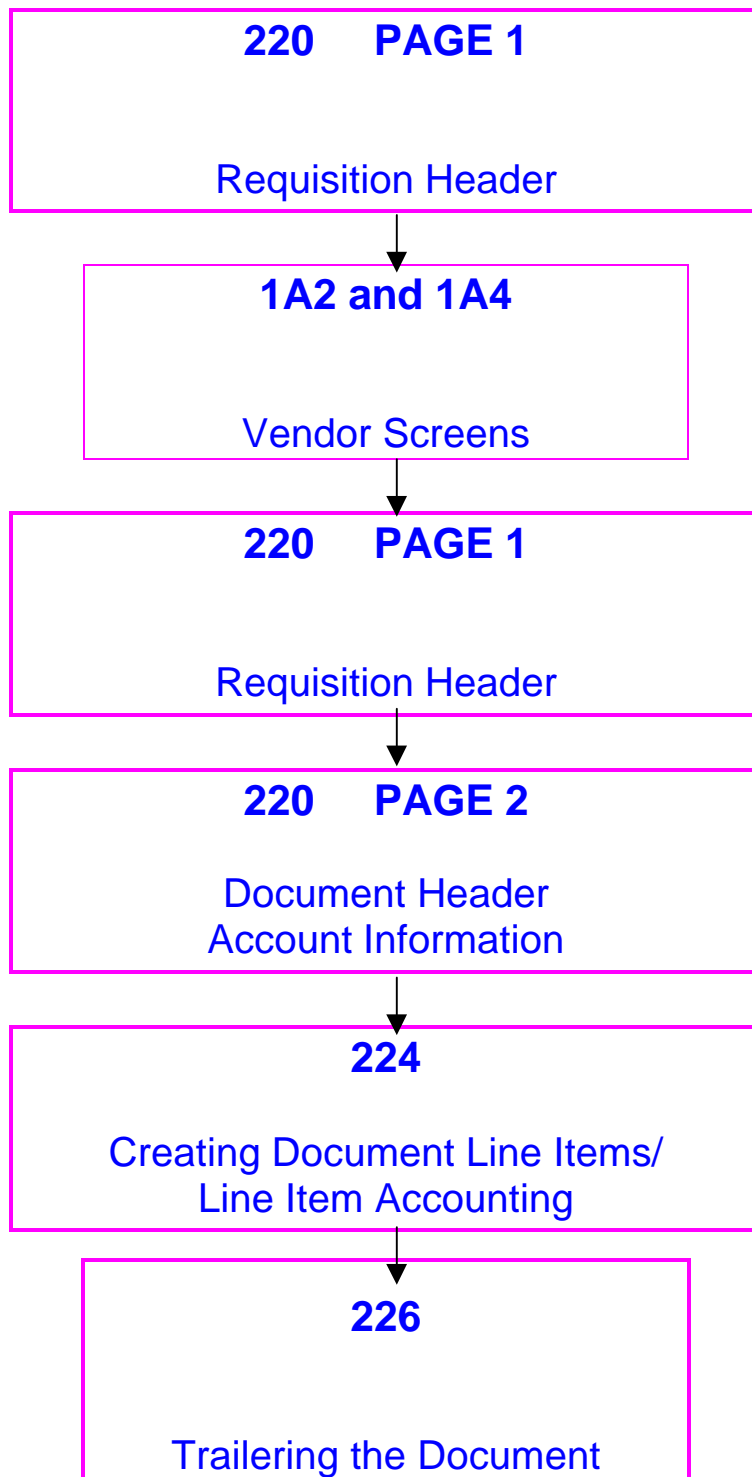 220 PAGE 1
Requisition Header
1A2 and 1A4
Vendor Screens
220 PAGE 1
Requisition Header
220 PAGE 2
Document Header
Account Information
224
Creating Document Line Items/
Line Item Accounting
226
Trailering the Document